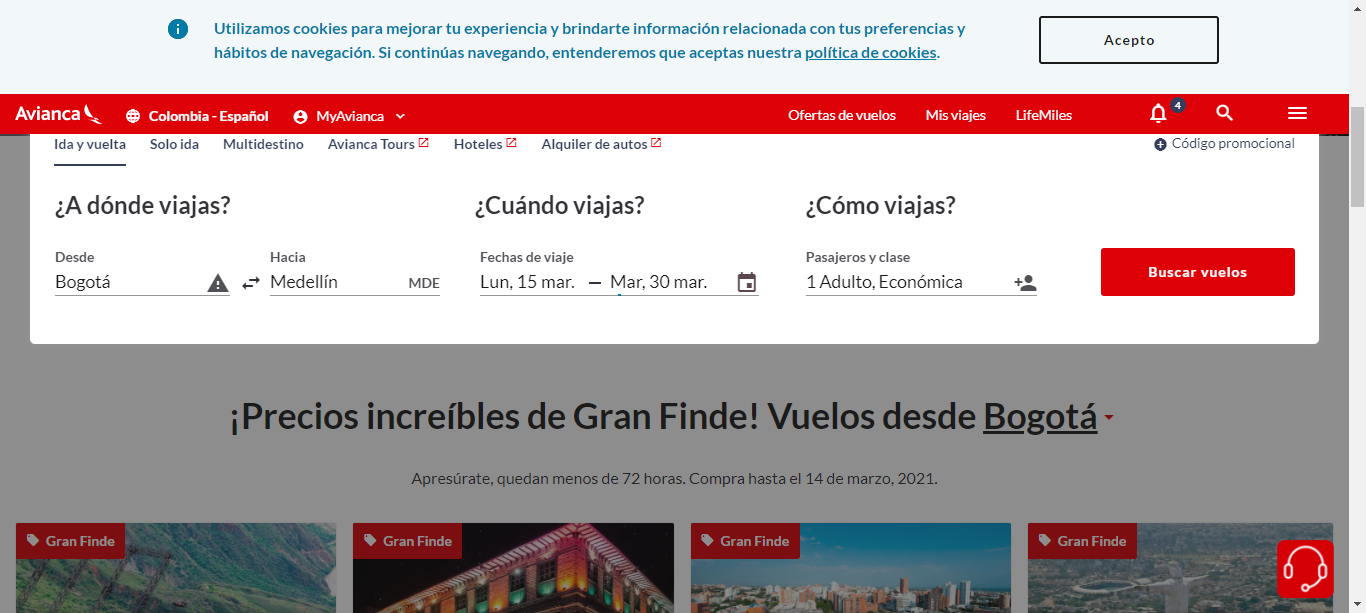 Utilizamos cookies para mejorar tu experiencia y brindarte información relacionada con tus preferencias y
hábitos de navegación. Si continúas navegando, entenderemos que aceptas nuestra política de cookies.
Acepto
Avianca
Colombia - Español
MyAvianca
Ofertas de vuelos
Mis viajes
LifeMiles
4
Ida y vuelta
Solo ida
Multidestino
Avianca Tours
Hoteles
Alquiler de autos
Código promocional
¿A dónde viajas?
¿Cuándo viajas?
¿Cómo viajas?
Desde
Hacia
Fechas de viaje
Pasajeros y clase
Bogotá
Medellín
MDE
Lun, 15 mar. — Mar, 30 mar.
1 Adulto, Económica
Buscar vuelos
¡Precios increíbles de Gran Finde! Vuelos desde Bogotá
Apresúrate, quedan menos de 72 horas. Compra hasta el 14 de marzo, 2021.
Gran Finde
Gran Finde
Gran Finde
Gran Finde